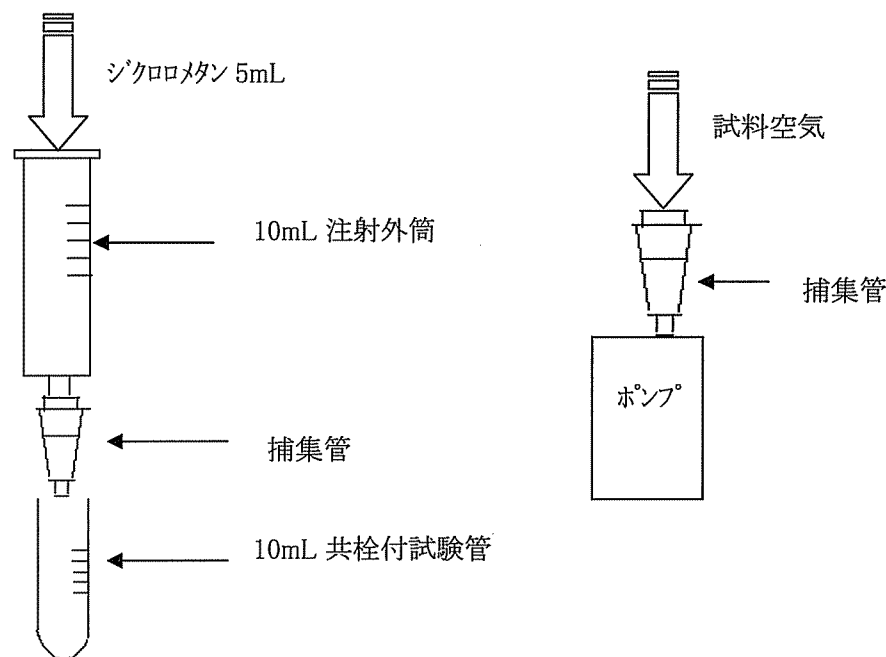 ｼﾞｸﾛﾛﾒﾀﾝ 5mL
10mL 注射外筒
捕集管
10mL 共栓付試験管
試料空気
捕集管
ﾎﾟﾝﾌﾟ